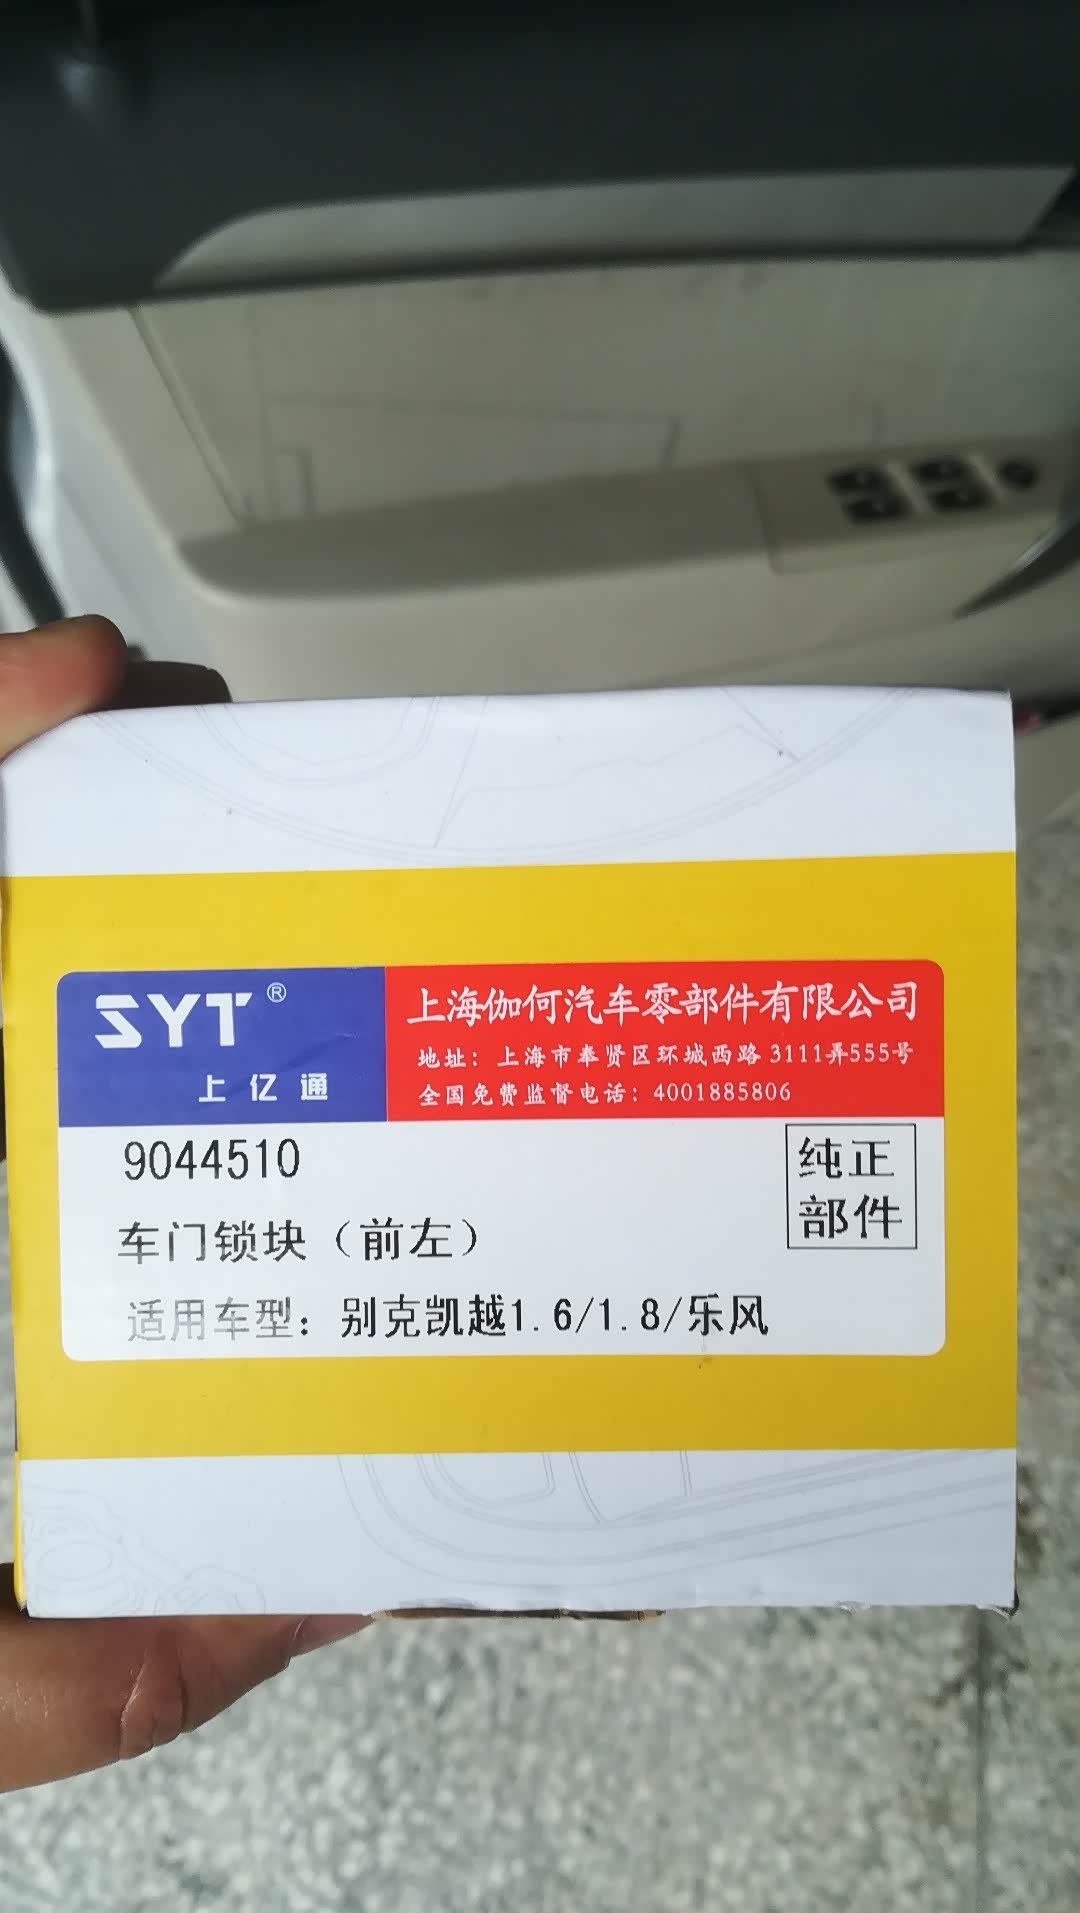 SYT®
上亿通
上海伽何汽车零部件有限公司
地址：上海市奉贤区环城西路3111弄555号
全国免费监督电话：4001885806
9044510
纯正
部件
车门锁块（前左）
适用车型：别克凯越1.6/1.8/乐风